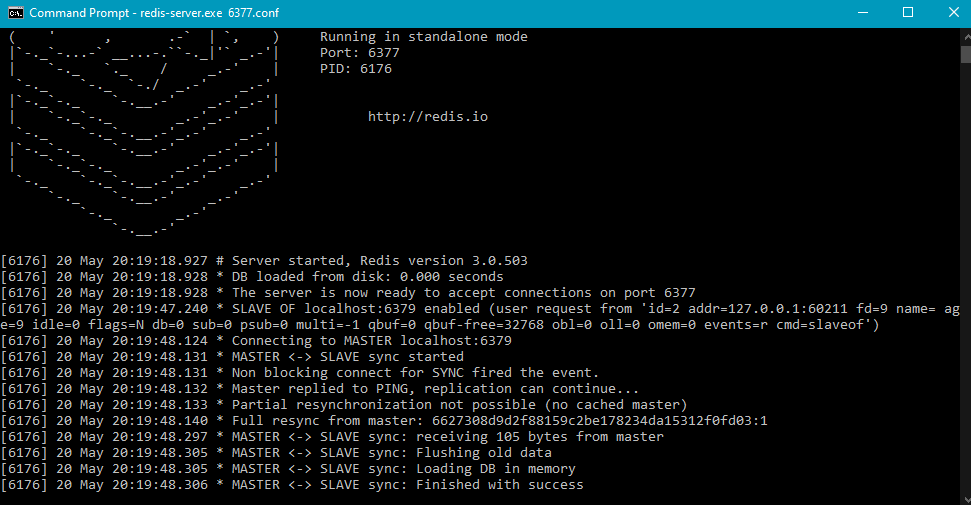 Command Prompt - redis-server.exe 6377.conf
Running in standalone mode
Port: 6377
PID: 6176
http://redis.io
[6176] 20 May 20:19:18.927 # Server started, Redis version 3.0.503
[6176] 20 May 20:19:18.928 * DB loaded from disk: 0.000 seconds
[6176] 20 May 20:19:18.928 * The server is now ready to accept connections on port 6377
[6176] 20 May 20:19:47.240 * SLAVE OF localhost:6379 enabled (user request from 'id=2 addr=127.0.0.1:60211 fd=9 name= ag
e=9 idle=0 flags=N db=0 sub=0 psub=0 multi=-1 qbuf=0 qbuf-free=32768 obl=0 oll=0 omem=0 events=r cmd=slaveof')
[6176] 20 May 20:19:48.124 * Connecting to MASTER localhost:6379
[6176] 20 May 20:19:48.131 * MASTER <-> SLAVE sync started
[6176] 20 May 20:19:48.131 * Non blocking connect for SYNC fired the event.
[6176] 20 May 20:19:48.132 * Master replied to PING, replication can continue...
[6176] 20 May 20:19:48.133 * Partial resynchronization not possible (no cached master)
[6176] 20 May 20:19:48.140 * Full resync from master: 6627308d9d2f88159c2be178234da15312f0fd03:1
[6176] 20 May 20:19:48.297 * MASTER <-> SLAVE sync: receiving 105 bytes from master
[6176] 20 May 20:19:48.305 * MASTER <-> SLAVE sync: Flushing old data
[6176] 20 May 20:19:48.305 * MASTER <-> SLAVE sync: Loading DB in memory
[6176] 20 May 20:19:48.306 * MASTER <-> SLAVE sync: Finished with success